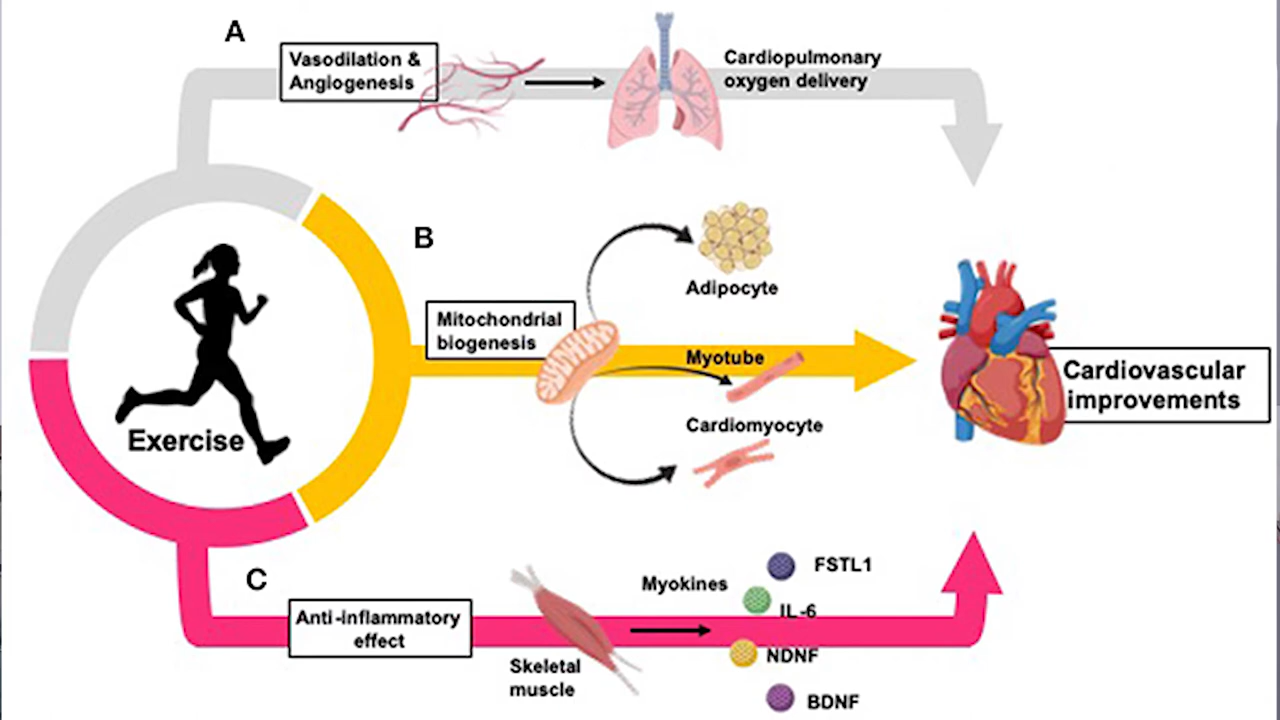 A
Vasodilation &
Angiogenesis
Cardiopulmonary
oxygen delivery
Exercise
B
Mitochondrial
biogenesis
Adipocyte
Myotube
Cardiomyocyte
Cardiovascular
improvements
C
Anti-inflammatory
effect
Skeletal
muscle
Myokines
FSTL1
IL-6
NDNF
BDNF